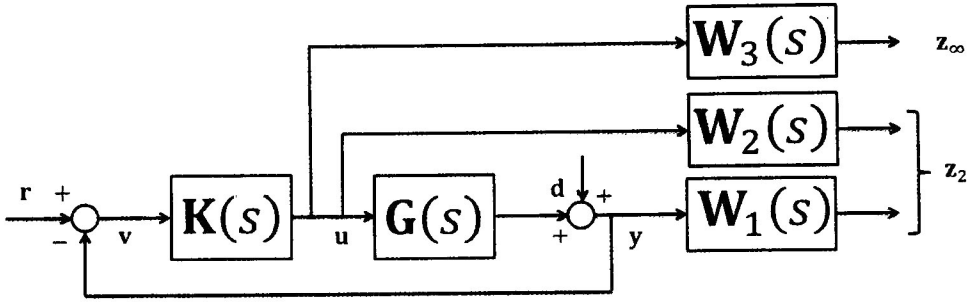 W₃(s)
z∞
W₂(s)
z₂
r
+
−
v
K(s)
u
G(s)
d
+
+
y
W₁(s)